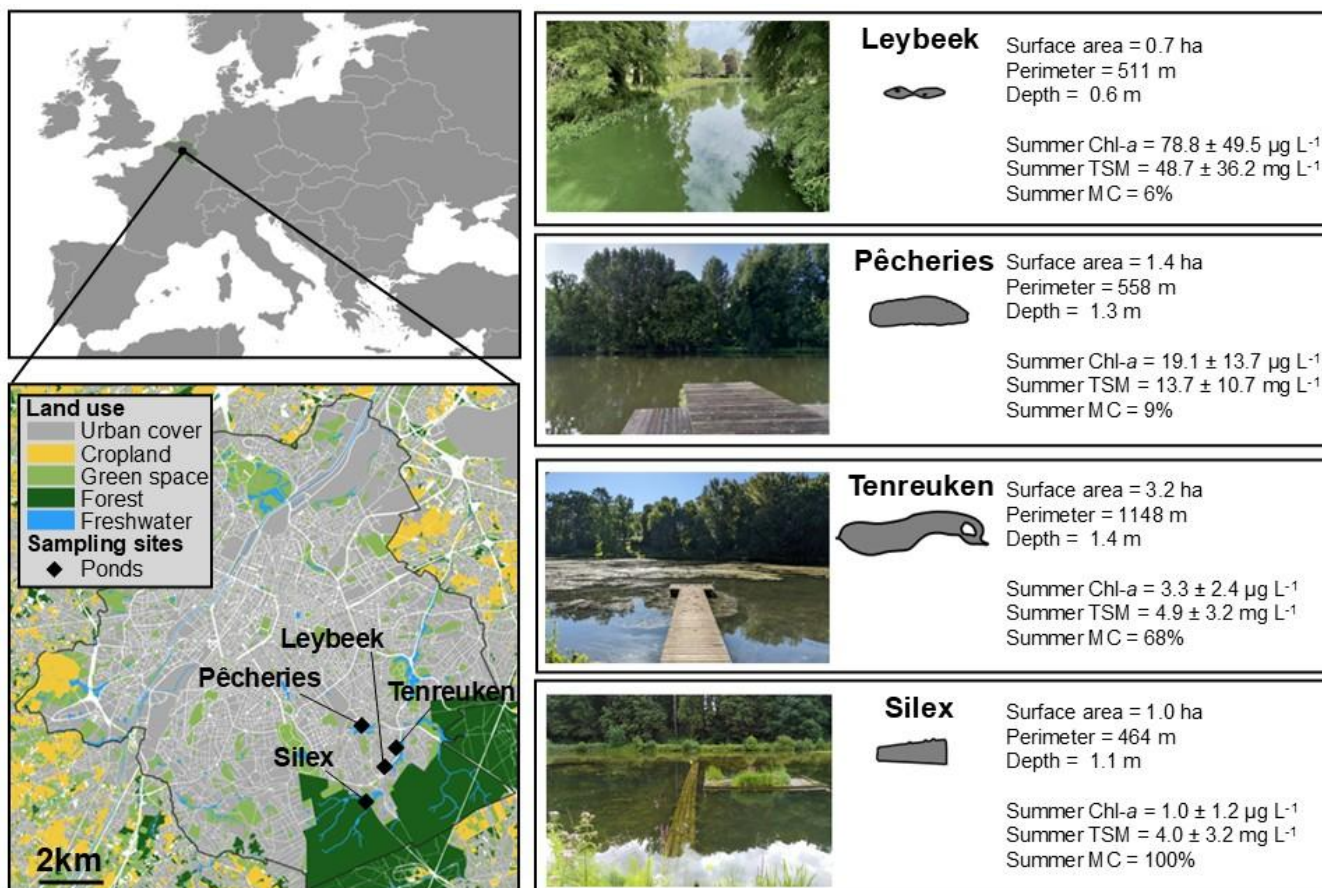 Land use
Urban cover
Cropland
Green space
Forest
Freshwater
Sampling sites
Ponds
Leybeek
Pêcheries
Tenreuken
Silex
2km
Leybeek
Surface area = 0.7 ha
Perimeter = 511 m
Depth = 0.6 m
Summer Chl-a = 78.8 ± 49.5 µg L⁻¹
Summer TSM = 48.7 ± 36.2 mg L⁻¹
Summer MC = 6%
Pêcheries
Surface area = 1.4 ha
Perimeter = 558 m
Depth = 1.3 m
Summer Chl-a = 19.1 ± 13.7 µg L⁻¹
Summer TSM = 13.7 ± 10.7 mg L⁻¹
Summer MC = 9%
Tenreuken
Surface area = 3.2 ha
Perimeter = 1148 m
Depth = 1.4 m
Summer Chl-a = 3.3 ± 2.4 µg L⁻¹
Summer TSM = 4.9 ± 3.2 mg L⁻¹
Summer MC = 68%
Silex
Surface area = 1.0 ha
Perimeter = 464 m
Depth = 1.1 m
Summer Chl-a = 1.0 ± 1.2 µg L⁻¹
Summer TSM = 4.0 ± 3.2 mg L⁻¹
Summer MC = 100%